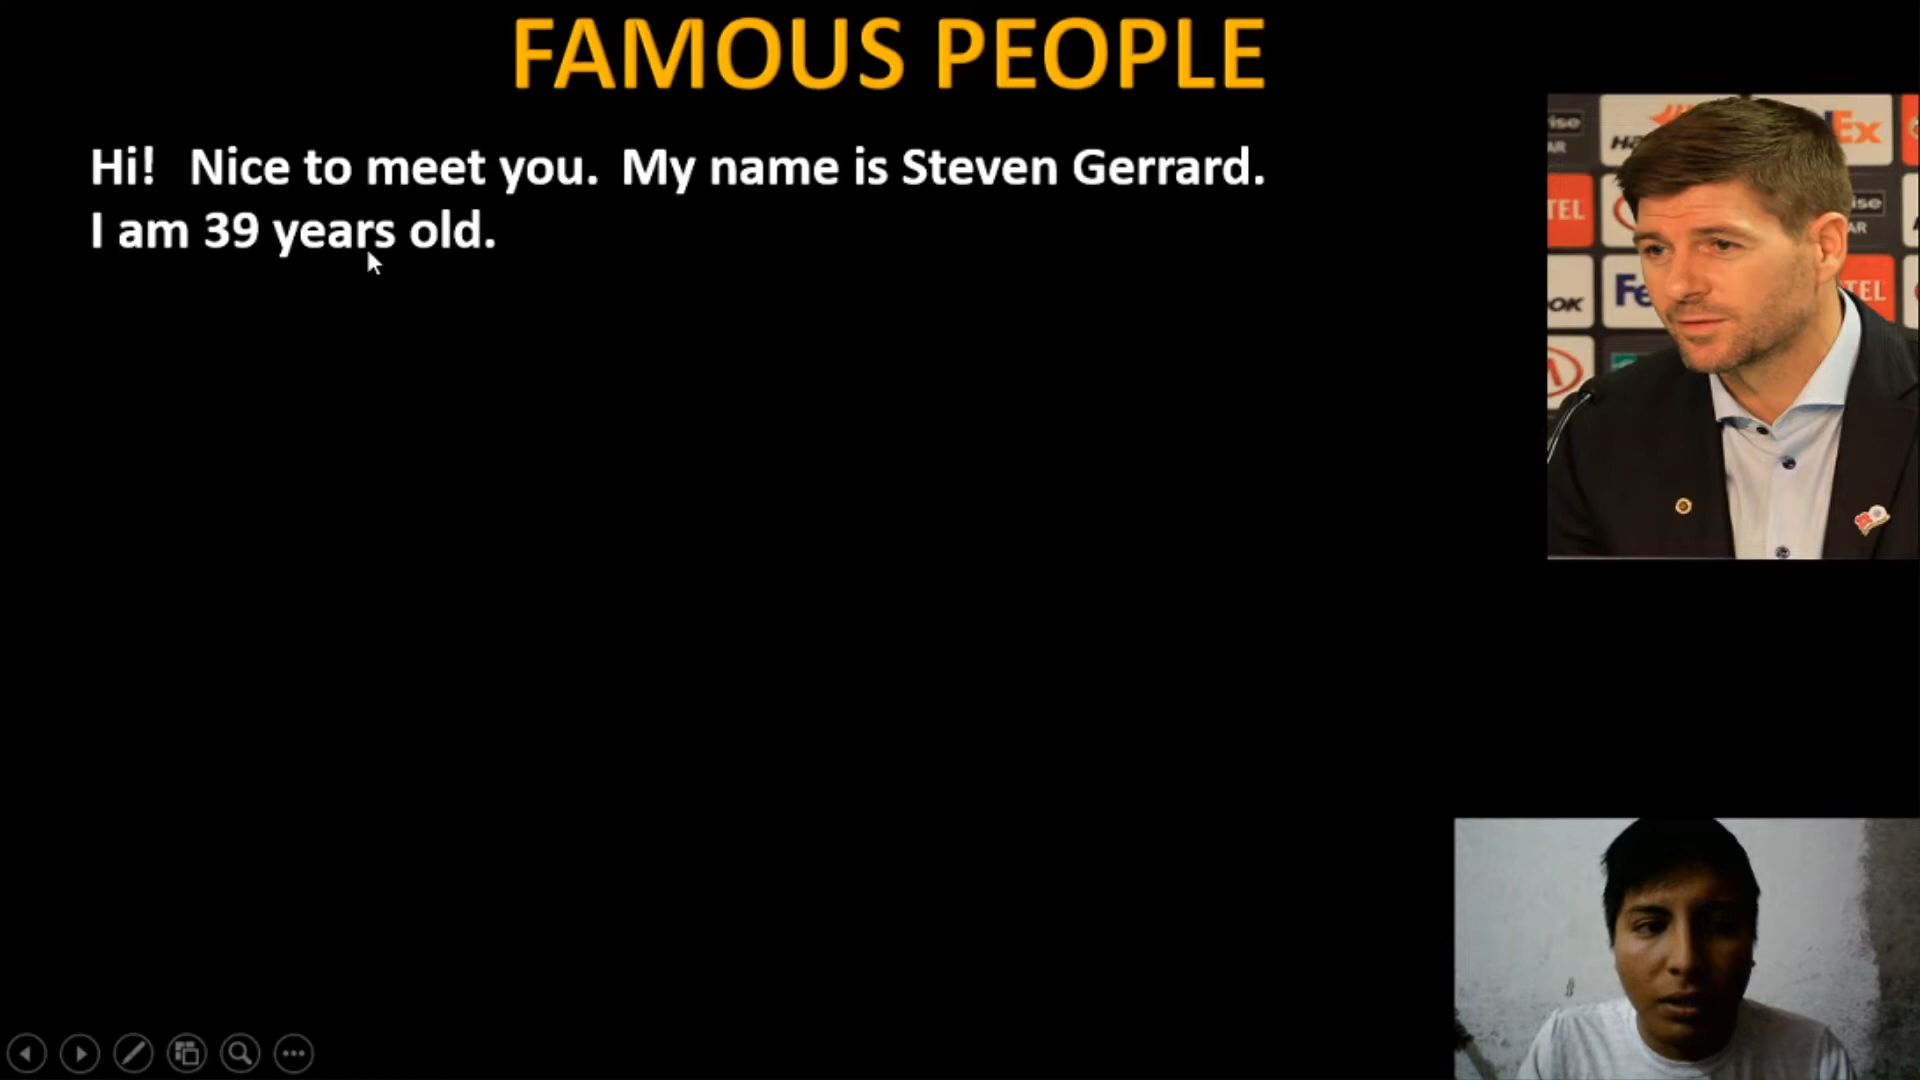 FAMOUS PEOPLE
Hi! Nice to meet you. My name is Steven Gerrard.
I am 39 years old.